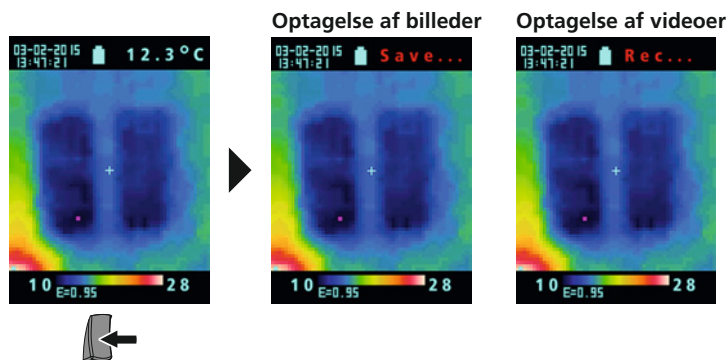 Optagelse af billeder
Optagelse af videoer
03-02-2015
13:47:21
12.3°C
10
E=0.95
28
03-02-2015
13:47:21
Save...
10
E=0.95
28
03-02-2015
13:47:21
Rec...
10
E=0.95
28